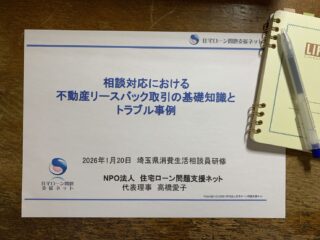 住宅ローン問題支援ネット
相談対応における
不動産リースバック取引の基礎知識と
トラブル事例
2026年1月20日 埼玉県消費生活相談員研修
NPO法人 住宅ローン問題支援ネット
代表理事 高橋愛子
住宅ローン問題
支援ネット